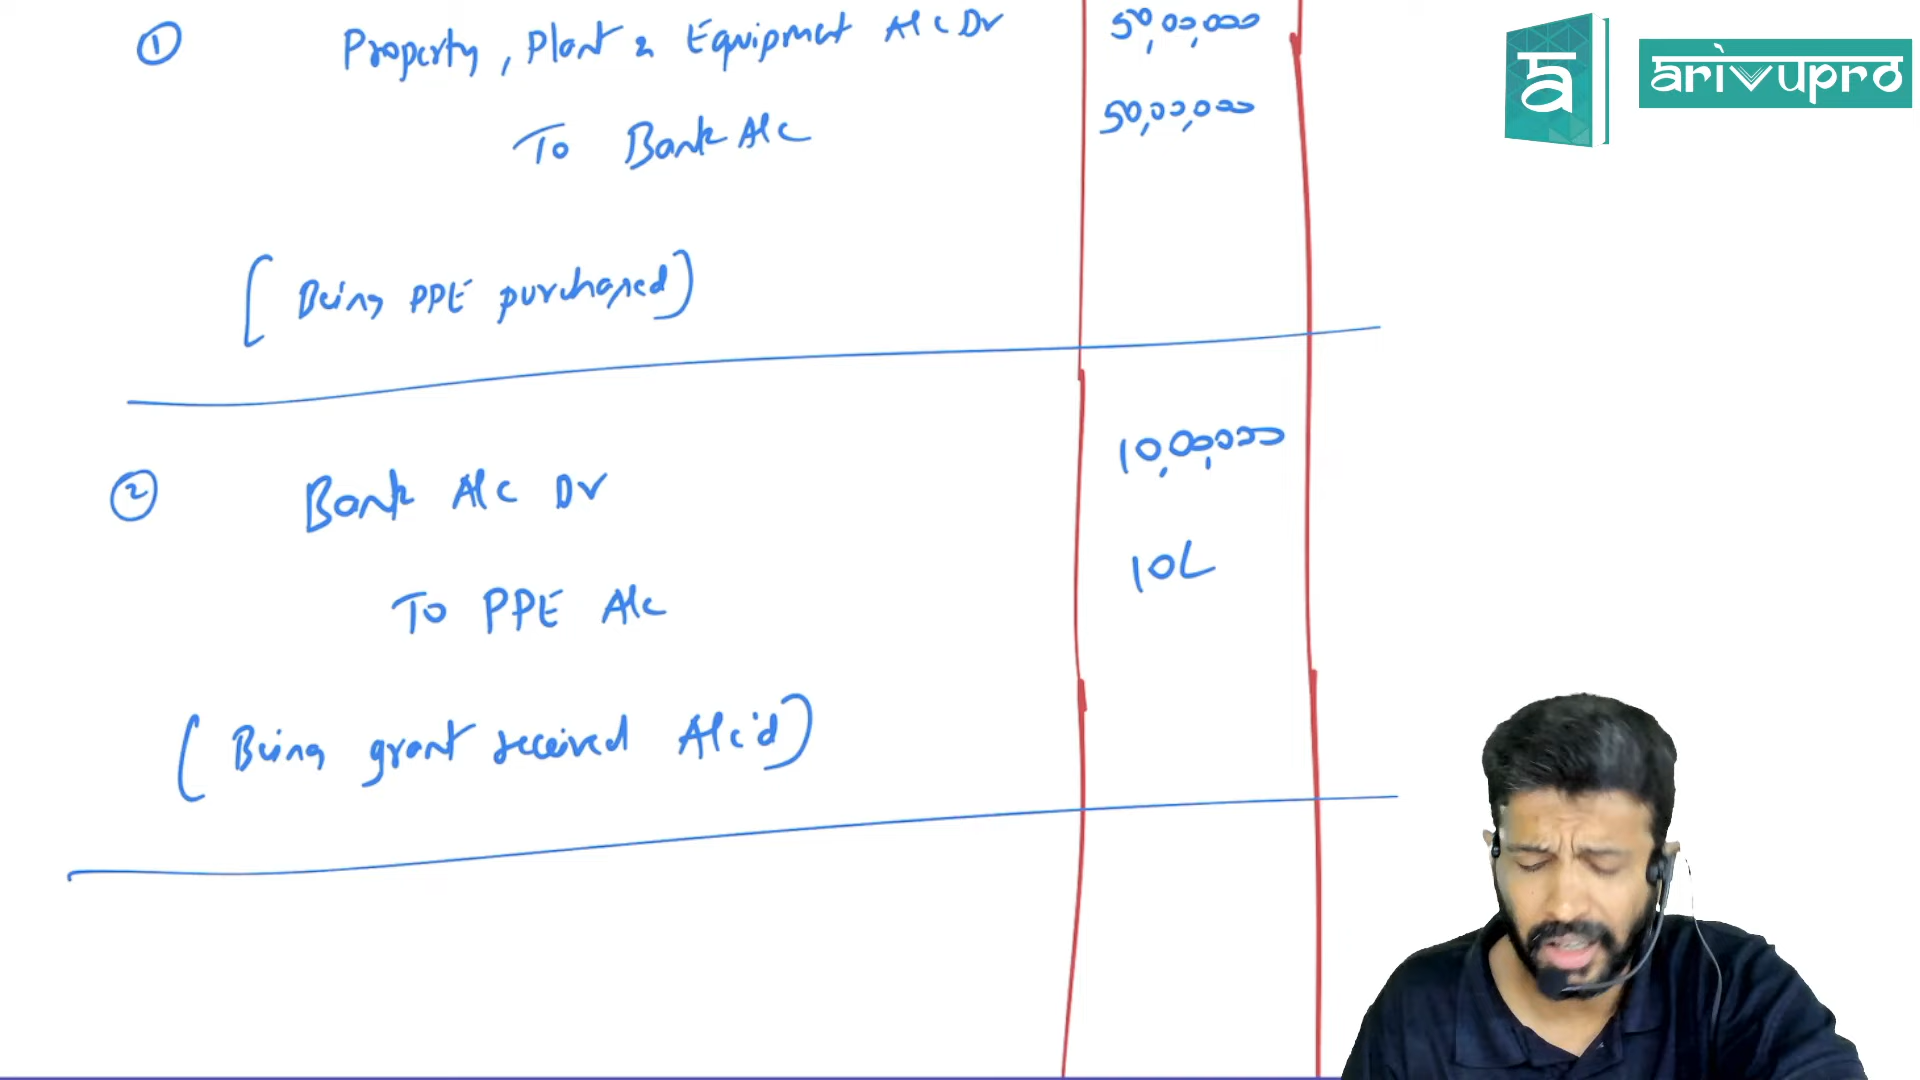 ① Property, Plant & Equipment A/c Dr 50,00,000
To Bank A/c 50,00,000
[Being PPE purchased]
② Bank A/c Dr 10,00,000
To PPE A/c 10L
[Being grant received A/c'd]
a arivupro